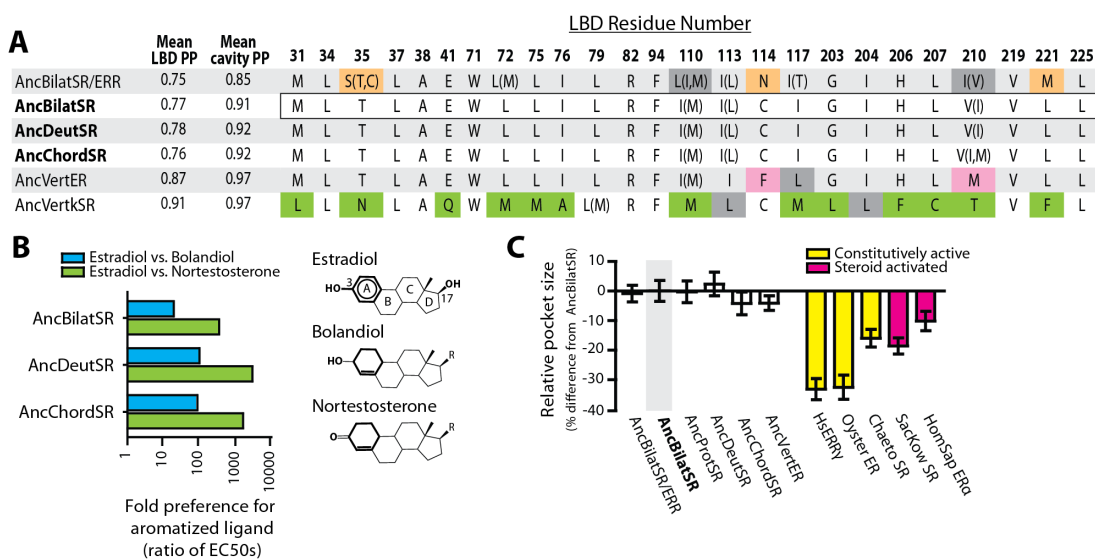 A
LBD Residue Number
Mean LBD PP Mean cavity PP 31 34 35 37 38 41 71 72 75 76 79 82 94 110 113 114 117 203 204 206 207 210 219 221 225
AncBilatSR/ERR 0.75 0.85 M L S(T,C) L A E W L(M) L I L R F L(I,M) I(L) N I(T) G I H L I(V) V M L
AncBilatSR 0.77 0.91 M L T L A E W L L I L R F I(M) I(L) C I G I H L V(I) V L L
AncDeutSR 0.78 0.92 M L T L A E W L L I L R F I(M) I(L) C I G I H L V(I) V L L
AncChordSR 0.76 0.92 M L T L A E W L L I L R F I(M) I(L) C I G I H L V(I,M) V L L
AncVertER 0.87 0.97 M L T L A E W L L I L R F I(M) I F L G I H L M V L L
AncVertkSR 0.91 0.97 L L N L A Q W M M A L(M) R F M L C M L L F C T V F L
B
Estradiol vs. Bolandiol
Estradiol vs. Nortestosterone
AncBilatSR
AncDeutSR
AncChordSR
1 10 100 1000 10000
Fold preference for
aromatized ligand
(ratio of EC50s)
Estradiol
HO 3 A B C D 17 OH
Bolandiol
HO R
Nortestosterone
O R
C
Constitutively active
Steroid activated
Relative pocket size
(% difference from AncBilatSR)
10
0
-10
-20
-30
-40
AncBilatSR/ERR
AncBilatSR
AncProtSR
AncDeutSR
AncChordSR
AncVertER
HsERRγ
Oyster ER
Chaeto SR
SacKow SR
HomSap ERα